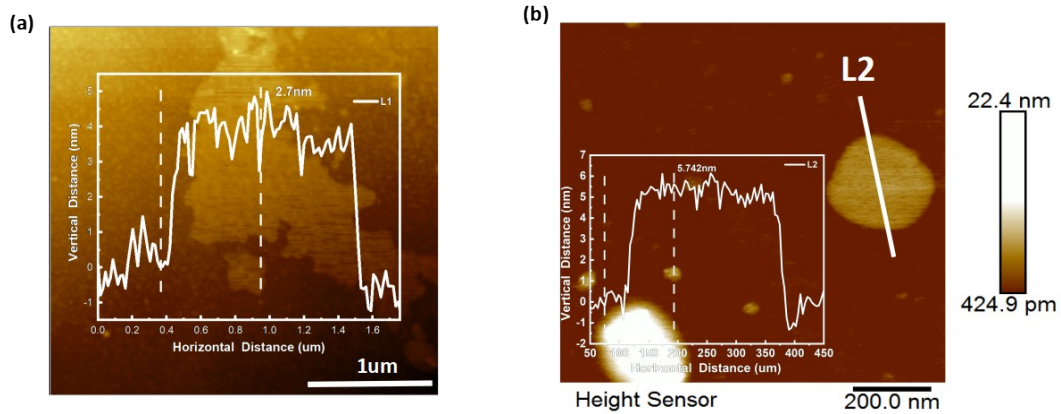 (a)
5
4
3
2
1
0
-1
Vertical Distance (nm)
2.7nm
L1
0.0 0.2 0.4 0.6 0.8 1.0 1.2 1.4 1.6
Horizontal Distance (um)
1um
(b)
L2
7
6
5
4
3
2
1
0
-1
-2
Vertical Distance (nm)
5.742nm
L2
50 100 150 200 250 300 350 400 450
Horizontal Distance (um)
Height Sensor
200.0 nm
22.4 nm
424.9 pm